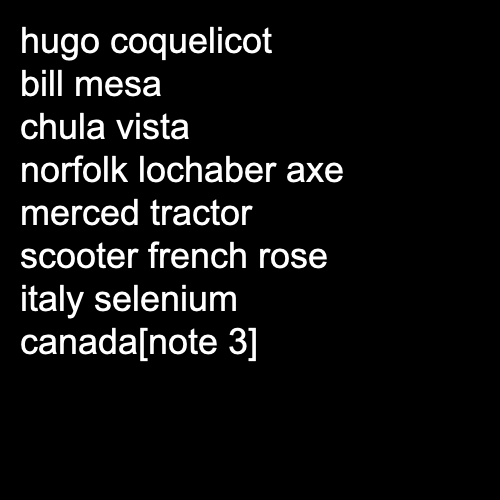 hugo coquelicot
bill mesa
chula vista
norfolk lochaber axe
merced tractor
scooter french rose
italy selenium
canada[note 3]